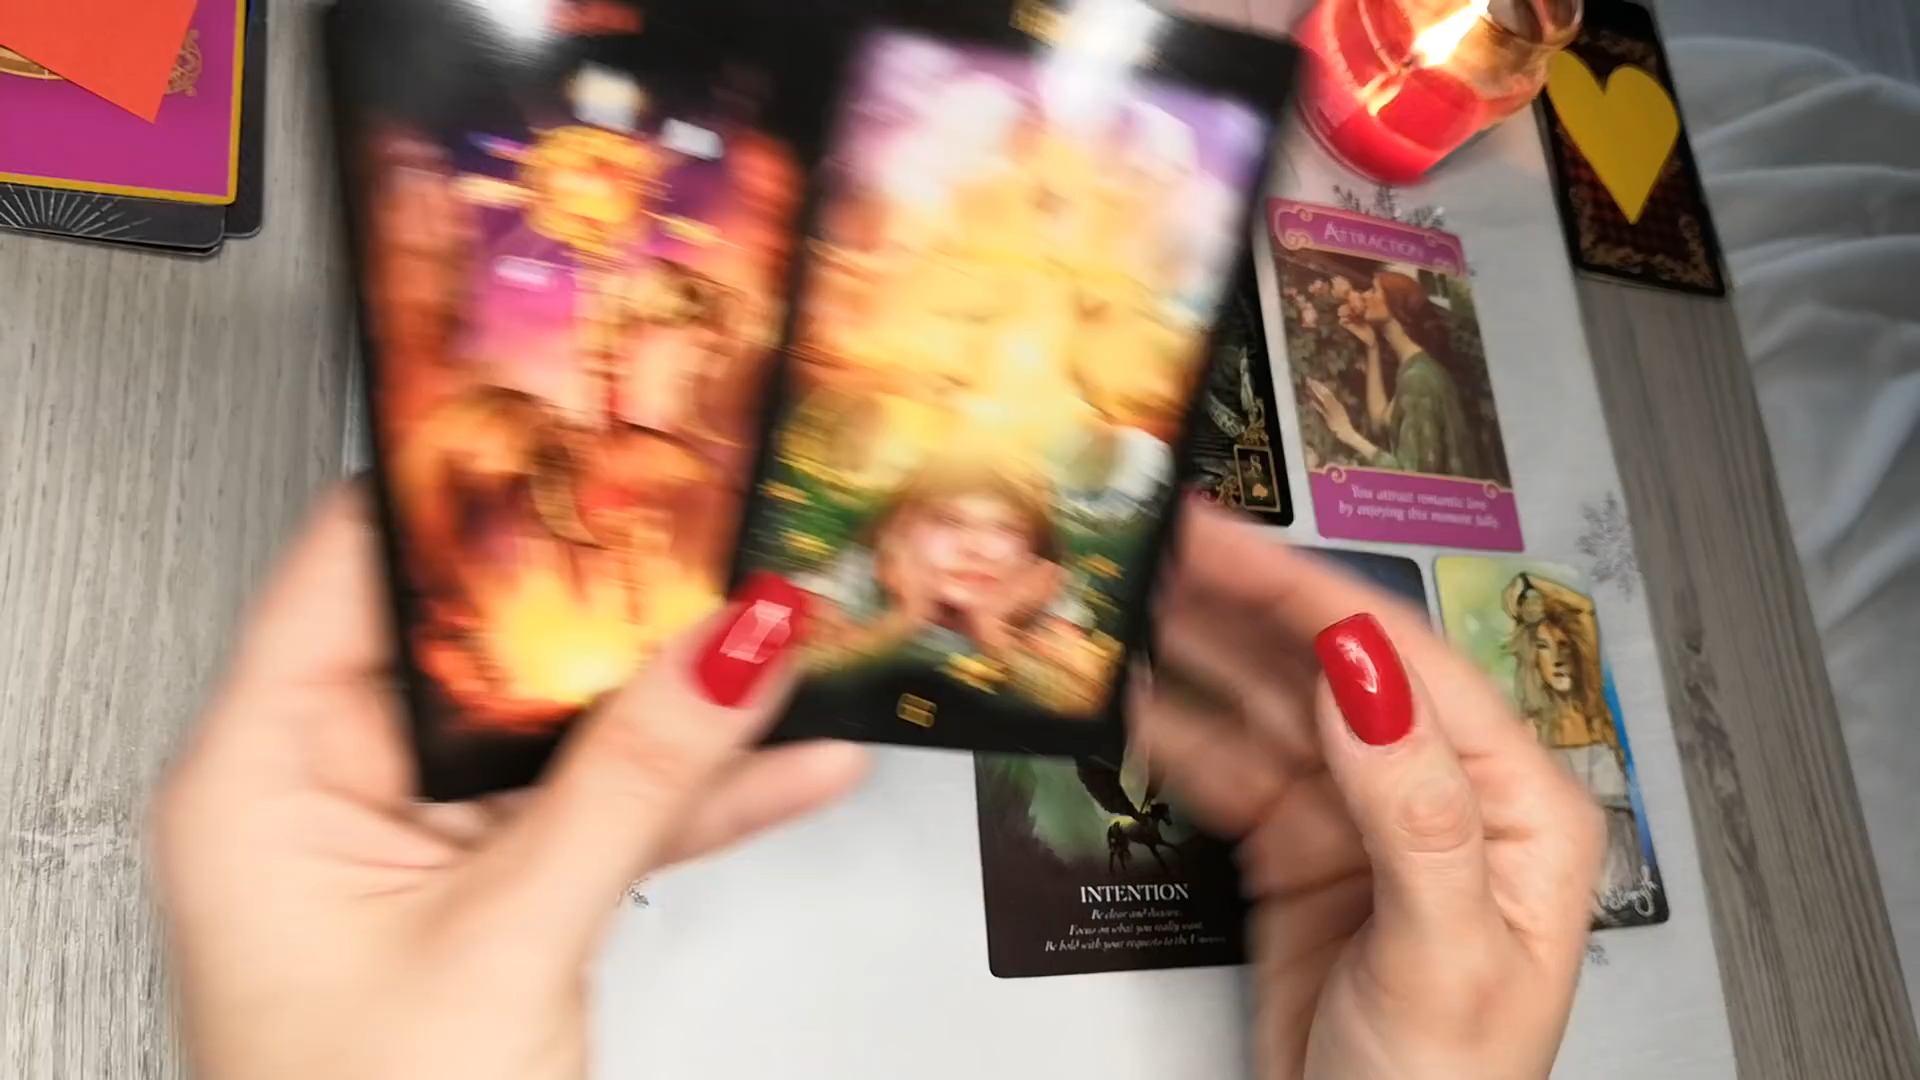 ATTRACTION
You attract romantic love
by enjoying this moment fully.
INTENTION
Be clear and decisive.
Focus on what you really want.
Be bold with your requests to the Universe.
Strength